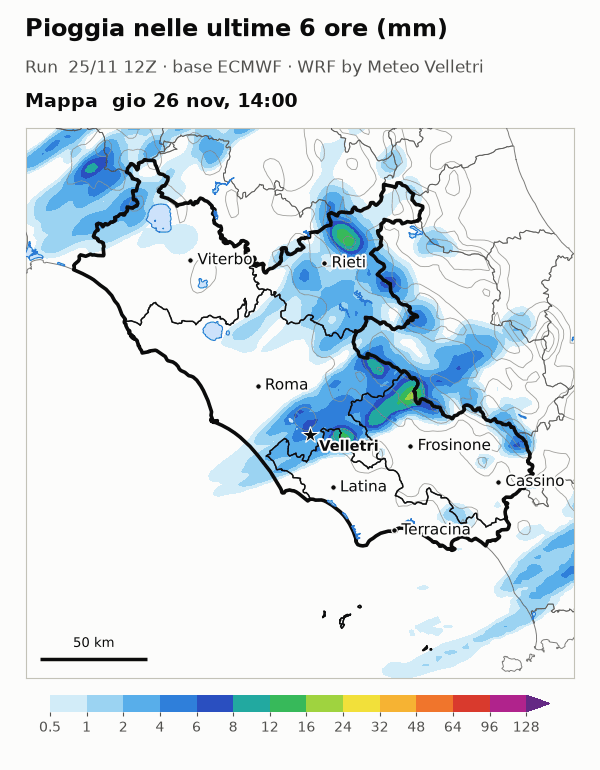 Pioggia nelle ultime 6 ore (mm)
Run 25/11 12Z · base ECMWF · WRF by Meteo Velletri
Mappa gio 26 nov, 14:00
Viterbo
Rieti
Roma
Velletri
Frosinone
Latina
Cassino
Terracina
50 km
0.5 1 2 4 6 8 12 16 24 32 48 64 96 128